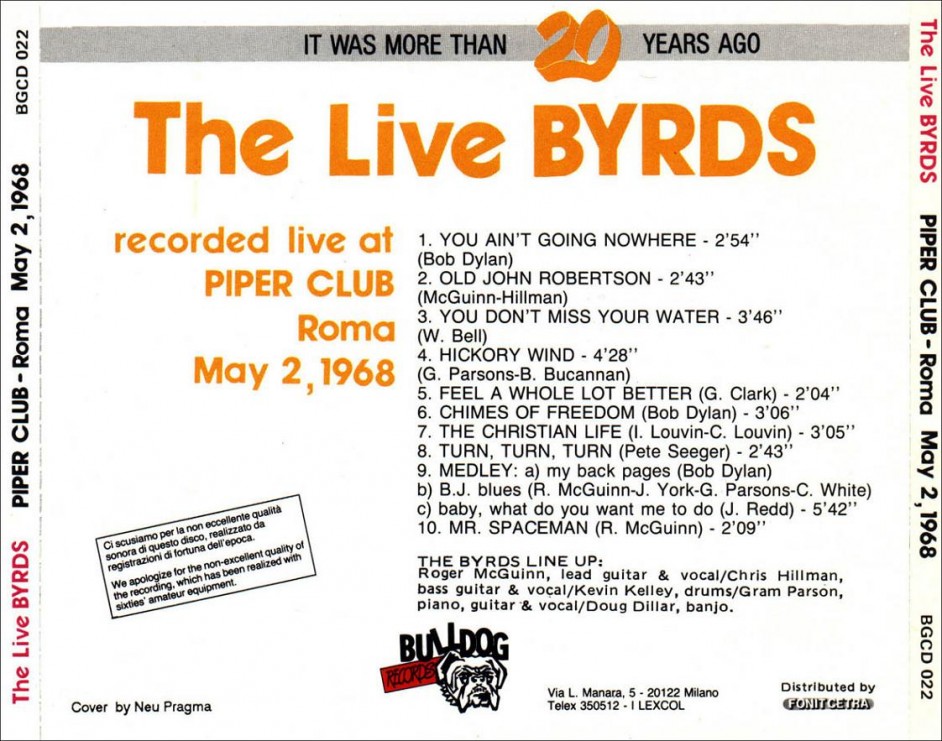 IT WAS MORE THAN 20 YEARS AGO
The Live BYRDS
recorded live at
PIPER CLUB
Roma
May 2, 1968
1. YOU AIN'T GOING NOWHERE - 2'54''
(Bob Dylan)
2. OLD JOHN ROBERTSON - 2'43''
(McGuinn-Hillman)
3. YOU DON'T MISS YOUR WATER - 3'46''
(W. Bell)
4. HICKORY WIND - 4'28''
(G. Parsons-B. Bucannan)
5. FEEL A WHOLE LOT BETTER (G. Clark) - 2'04''
6. CHIMES OF FREEDOM (Bob Dylan) - 3'06''
7. THE CHRISTIAN LIFE (I. Louvin-C. Louvin) - 3'05''
8. TURN, TURN, TURN (Pete Seeger) - 2'43''
9. MEDLEY: a) my back pages (Bob Dylan)
b) B.J. blues (R. McGuinn-J. York-G. Parsons-C. White)
c) baby, what do you want me to do (J. Redd) - 5'42''
10. MR. SPACEMAN (R. McGuinn) - 2'09''
THE BYRDS LINE UP:
Roger McGuinn, lead guitar & vocal/Chris Hillman,
bass guitar & vocal/Kevin Kelley, drums/Gram Parson,
piano, guitar & vocal/Doug Dillar, banjo.
Ci scusiamo per la non eccellente qualità
sonora di questo disco, realizzato da
registrazioni di fortuna dell'epoca.
We apologize for the non-excellent quality of
the recording, which has been realized with
sixties' amateur equipment.
BULLDOG
RECORDS
Cover by Neu Pragma
Via L. Manara, 5 - 20122 Milano
Telex 350512 - I LEXCOL
Distributed by
FONIT CETRA
The Live BYRDS PIPER CLUB - Roma May 2, 1968 BGCD 022
The Live BYRDS PIPER CLUB - Roma May 2, 1968 BGCD 022